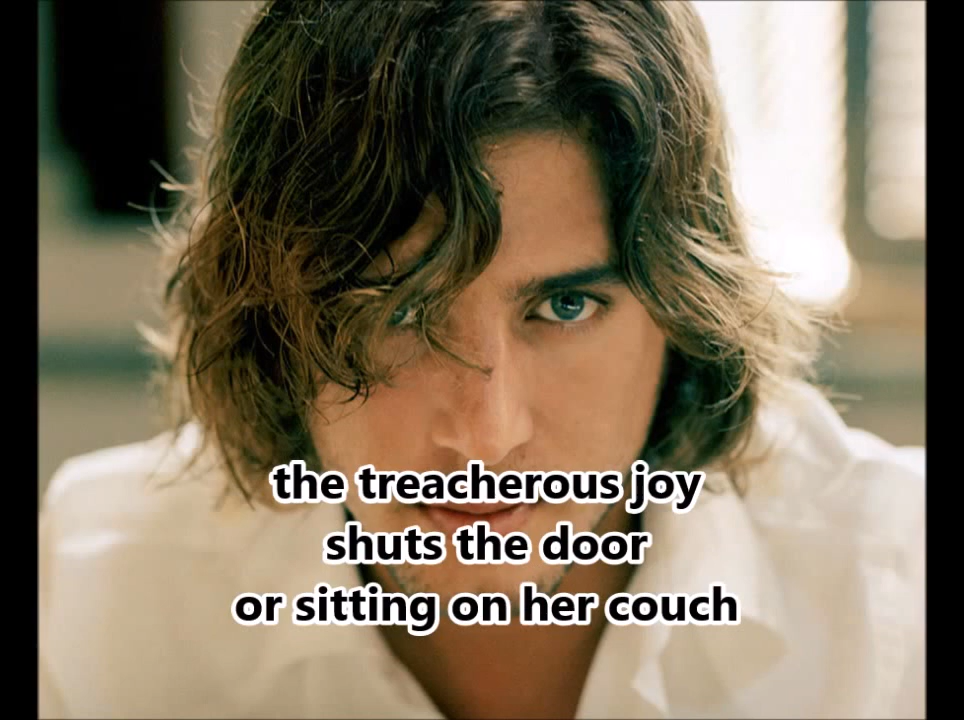 the treacherous joy
shuts the door
or sitting on her couch